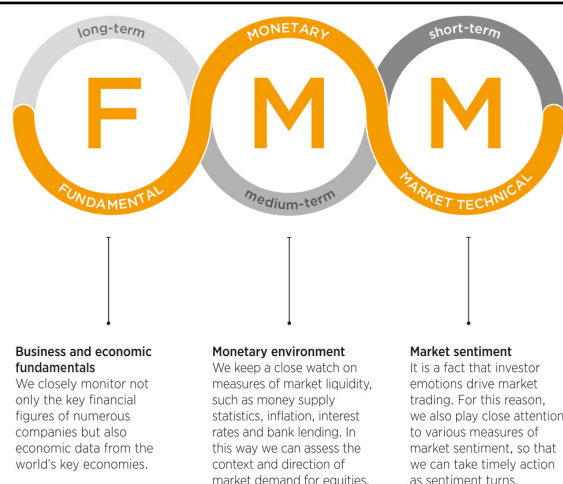 long-term
MONETARY
short-term
F
M
M
FUNDAMENTAL
medium-term
MARKET TECHNICAL
Business and economic
fundamentals
We closely monitor not
only the key financial
figures of numerous
companies but also
economic data from the
world's key economies.
Monetary environment
We keep a close watch on
measures of market liquidity,
such as money supply
statistics, inflation, interest
rates and bank lending. In
this way we can assess the
context and direction of
market demand for equities.
Market sentiment
It is a fact that investor
emotions drive market
trading. For this reason,
we also play close attention
to various measures of
market sentiment, so that
we can take timely action
as sentiment turns.